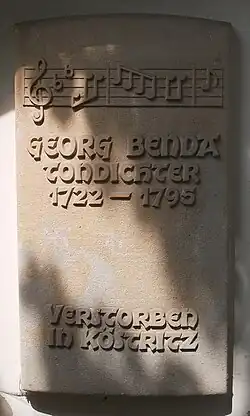 GEORG BENDA
TONDICHTER
1722 – 1795
VERSTORBEN
IN KÖSTRITZ